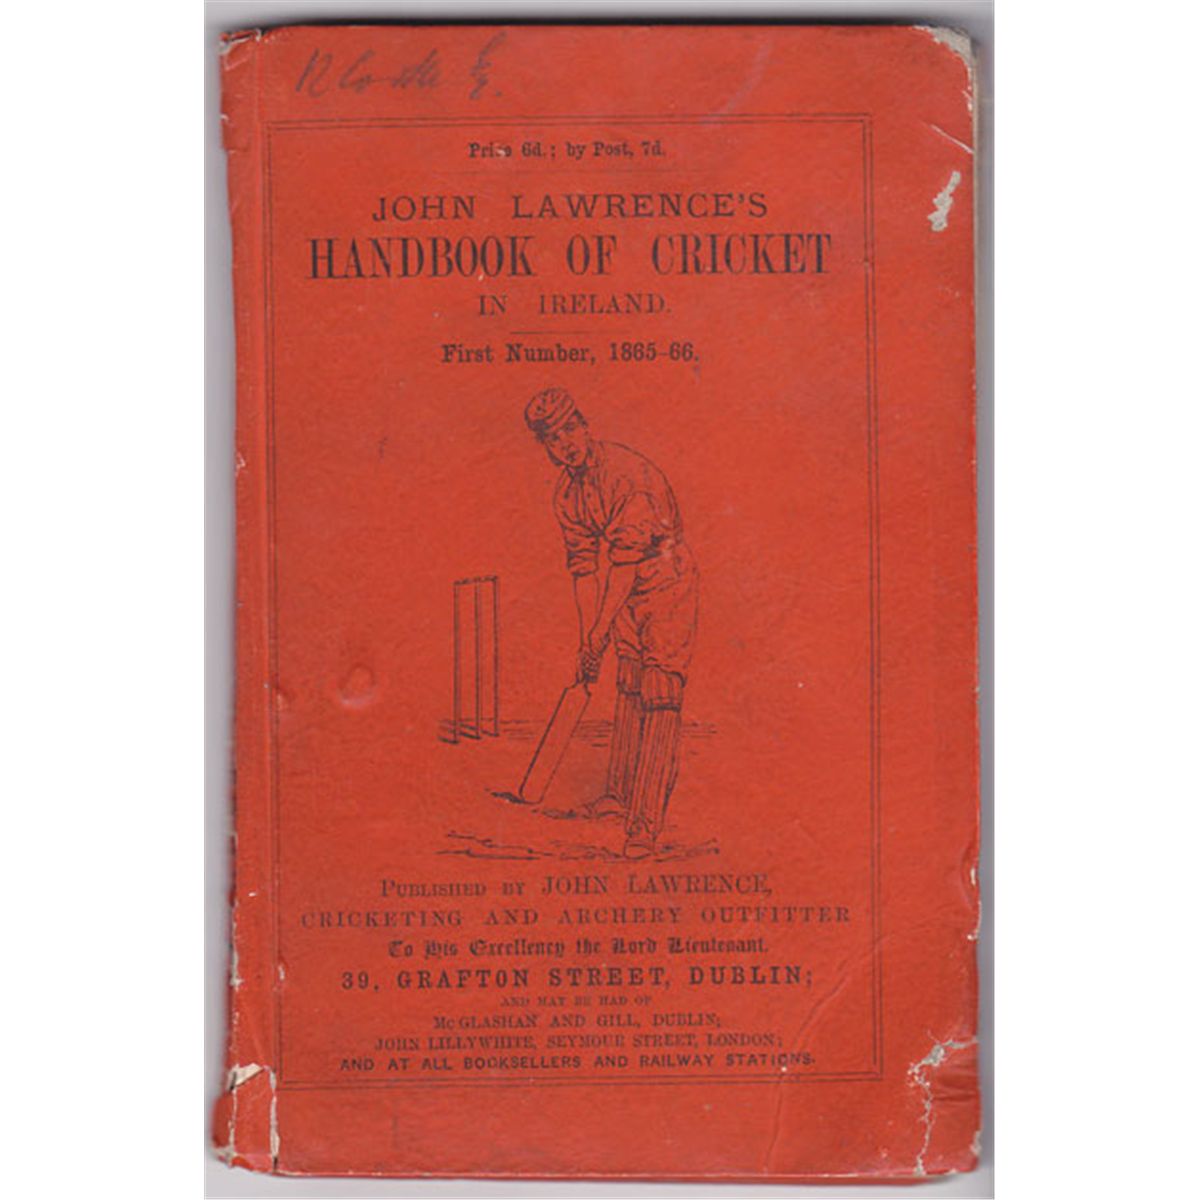 Price 6d.; by Post, 7d.
JOHN LAWRENCE'S
HANDBOOK OF CRICKET
IN IRELAND.
First Number, 1865-66.
PUBLISHED BY JOHN LAWRENCE,
CRICKETING AND ARCHERY OUTFITTER
To His Excellency the Lord Lieutenant.
39, GRAFTON STREET, DUBLIN;
AND MAY BE HAD OF
McGLASHAN AND GILL, DUBLIN;
JOHN LILLYWHITE, SEYMOUR STREET, LONDON;
AND AT ALL BOOKSELLERS AND RAILWAY STATIONS.